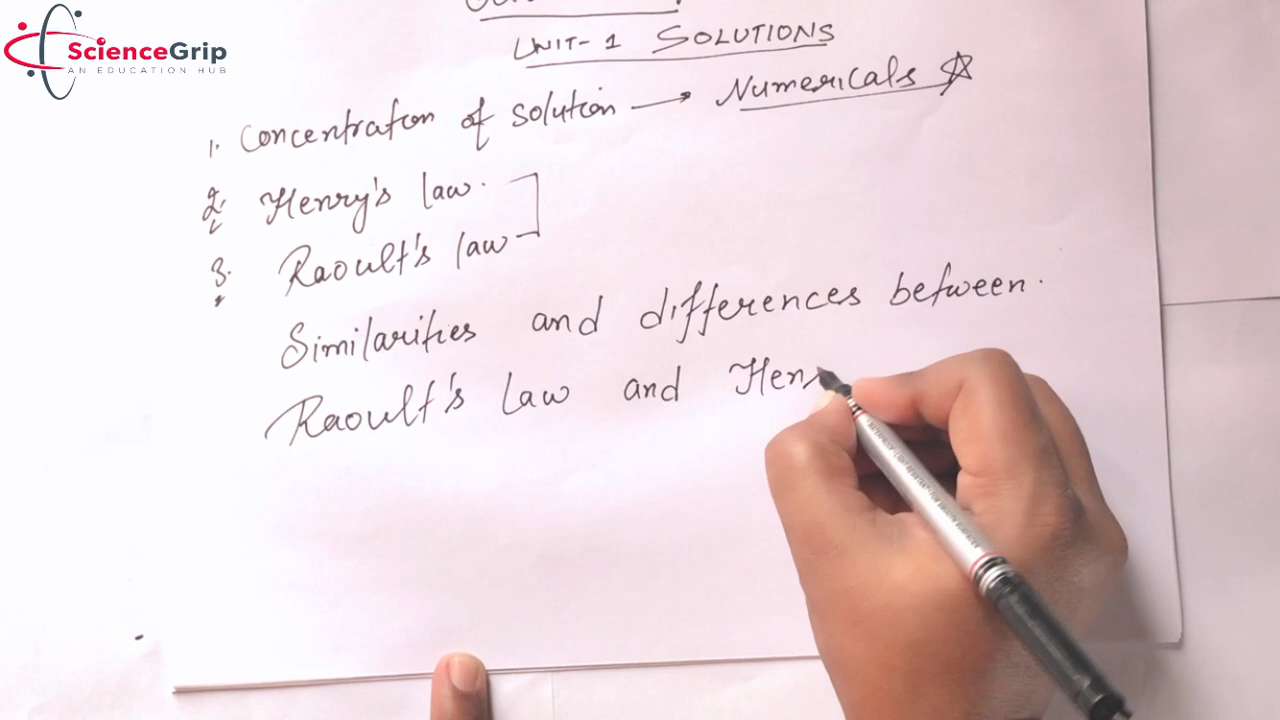 ScienceGrip
AN EDUCATION HUB
UNIT-1 SOLUTIONS
1. Concentration of solution → Numericals ☆
2. Henry's law.
3. Raoult's law
Similarities and differences between.
Raoult's law and Hen